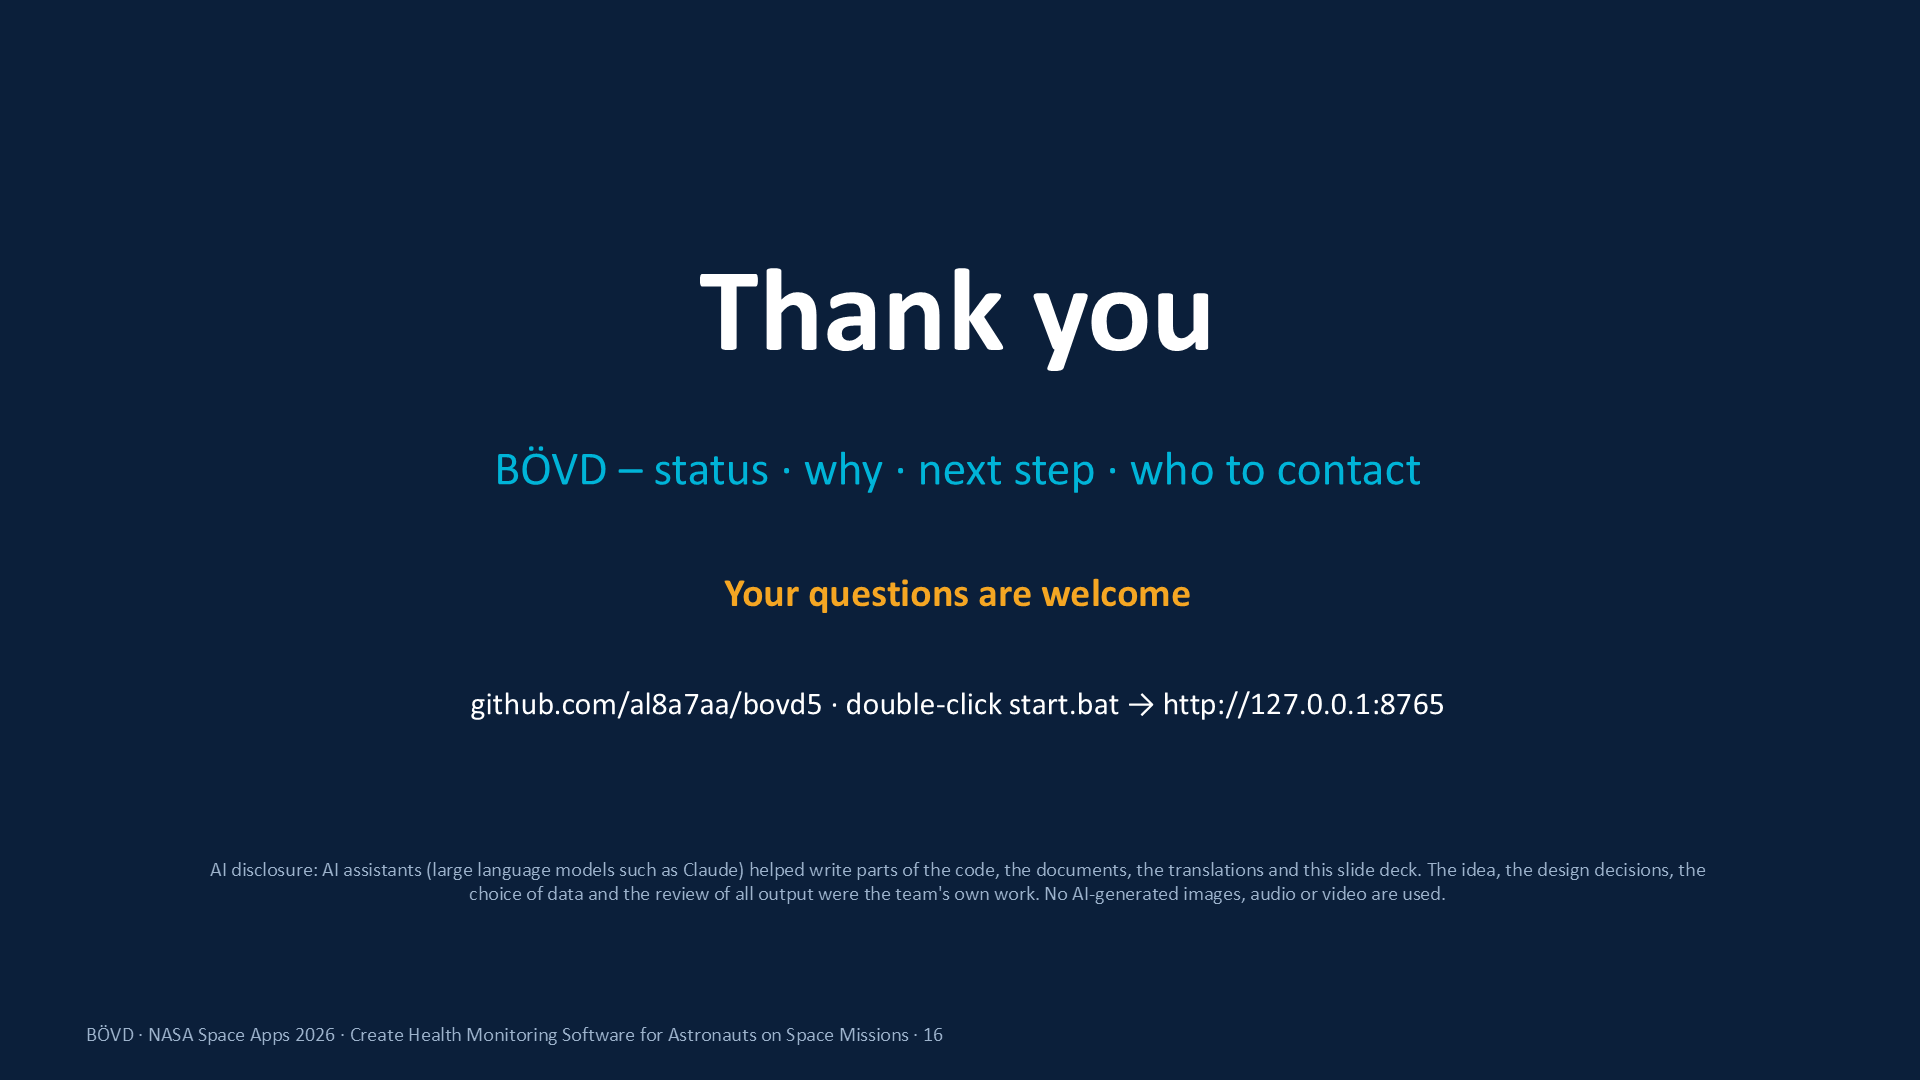 Thank you
BÖVD – status · why · next step · who to contact
Your questions are welcome
github.com/al8a7aa/bovd5 · double-click start.bat → http://127.0.0.1:8765
AI disclosure: AI assistants (large language models such as Claude) helped write parts of the code, the documents, the translations and this slide deck. The idea, the design decisions, the
choice of data and the review of all output were the team's own work. No AI-generated images, audio or video are used.
BÖVD · NASA Space Apps 2026 · Create Health Monitoring Software for Astronauts on Space Missions · 16